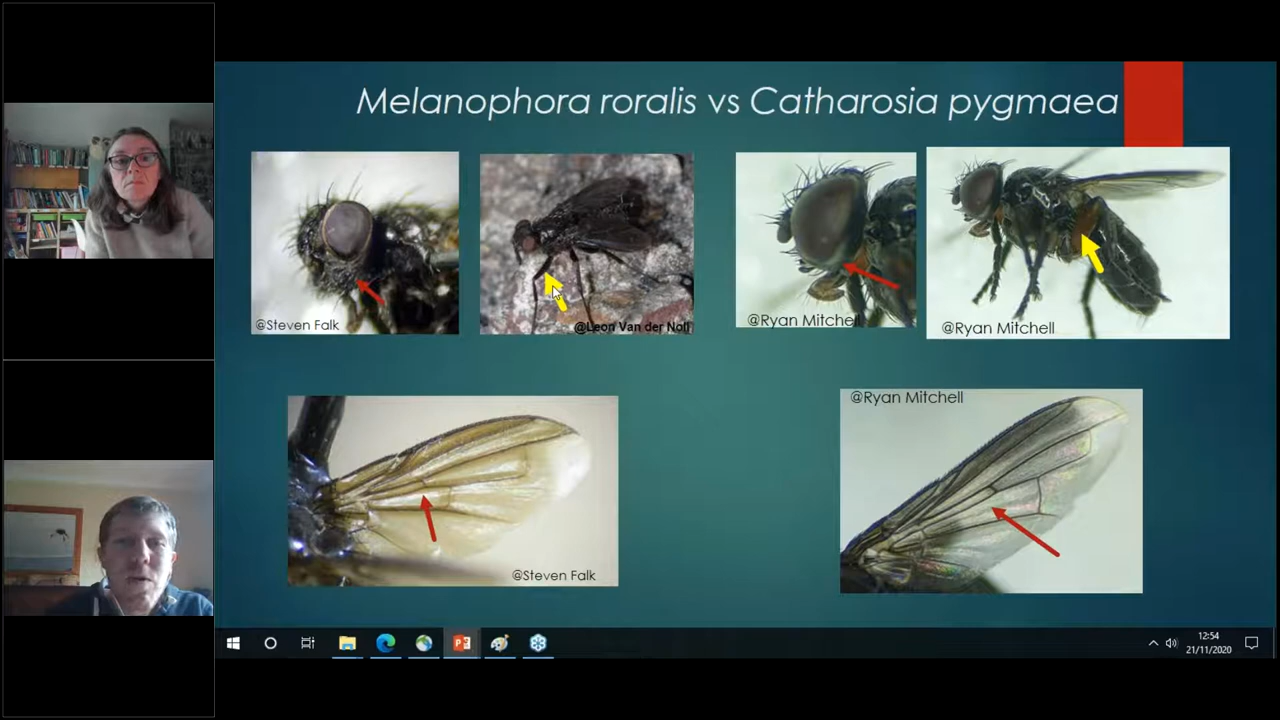 Melanophora roralis vs Catharosia pygmaea
@Steven Falk
@Leon Van der Noll
@Ryan Mitchell
@Ryan Mitchell
@Steven Falk
@Ryan Mitchell
12:54
21/11/2020